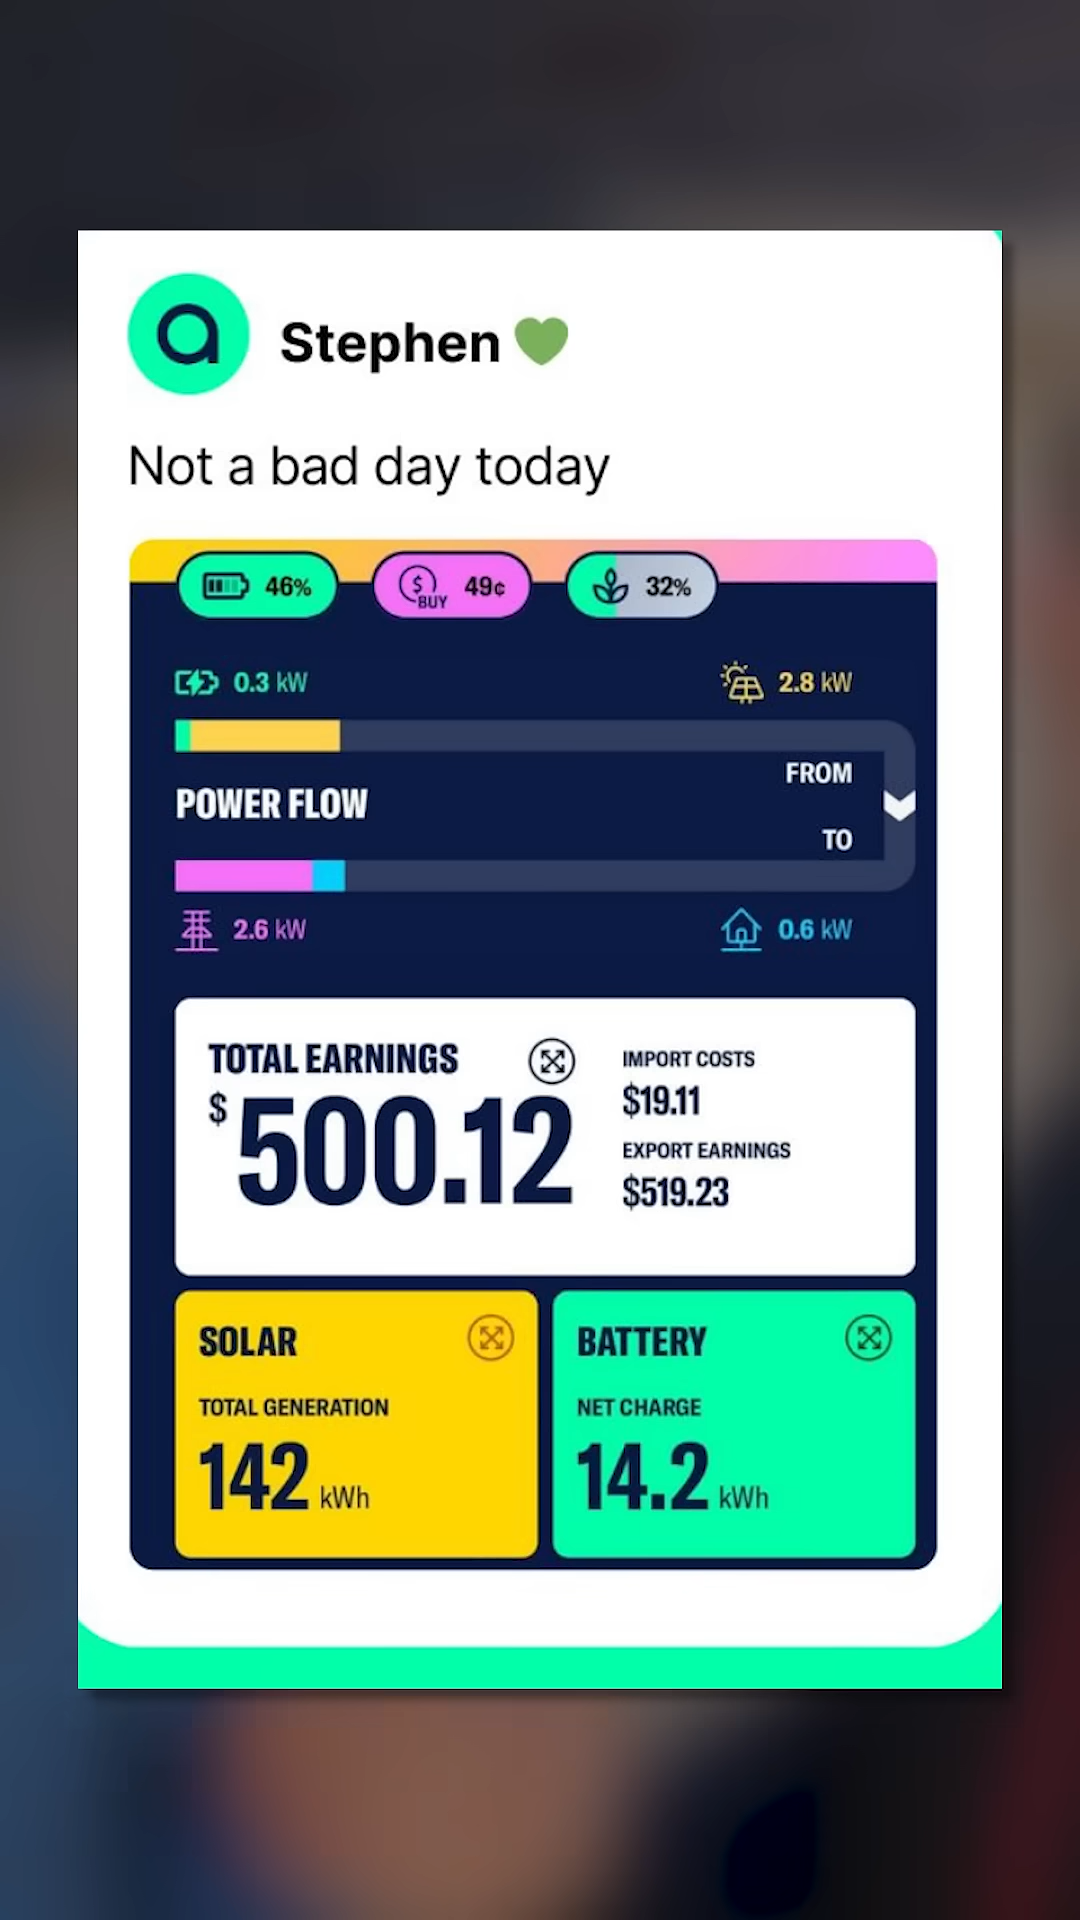 a
Stephen 💚
Not a bad day today
46%
$ BUY 49¢
32%
0.3 kW
2.8 kW
FROM
POWER FLOW
TO
2.6 kW
0.6 kW
TOTAL EARNINGS
$500.12
IMPORT COSTS
$19.11
EXPORT EARNINGS
$519.23
SOLAR
TOTAL GENERATION
142 kWh
BATTERY
NET CHARGE
14.2 kWh